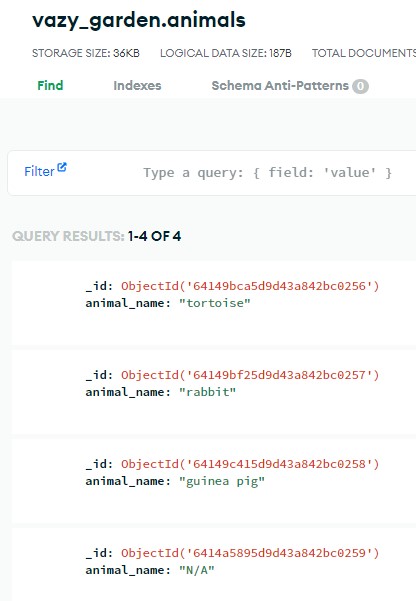 vazy_garden.animals
STORAGE SIZE: 36KB LOGICAL DATA SIZE: 187B TOTAL DOCUMENTS
Find Indexes Schema Anti-Patterns 0
Filter Type a query: { field: 'value' }
QUERY RESULTS: 1-4 OF 4
_id: ObjectId('64149bca5d9d43a842bc0256')
animal_name: "tortoise"
_id: ObjectId('64149bf25d9d43a842bc0257')
animal_name: "rabbit"
_id: ObjectId('64149c415d9d43a842bc0258')
animal_name: "guinea pig"
_id: ObjectId('6414a5895d9d43a842bc0259')
animal_name: "N/A"